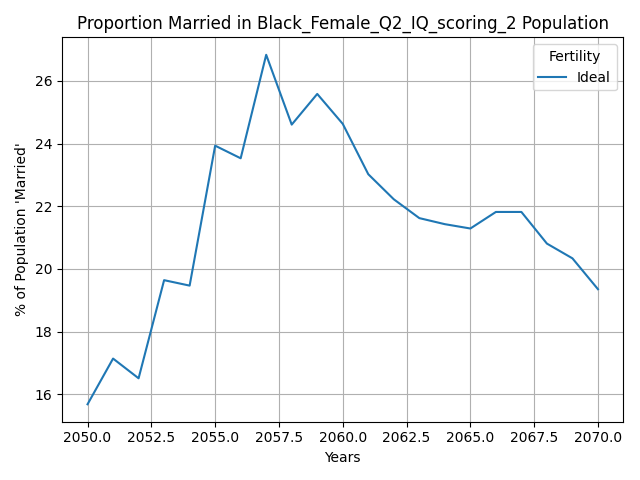 Proportion Married in Black_Female_Q2_IQ_scoring_2 Population
Fertility
Ideal
% of Population 'Married'
26
24
22
20
18
16
2050.0 2052.5 2055.0 2057.5 2060.0 2062.5 2065.0 2067.5 2070.0
Years